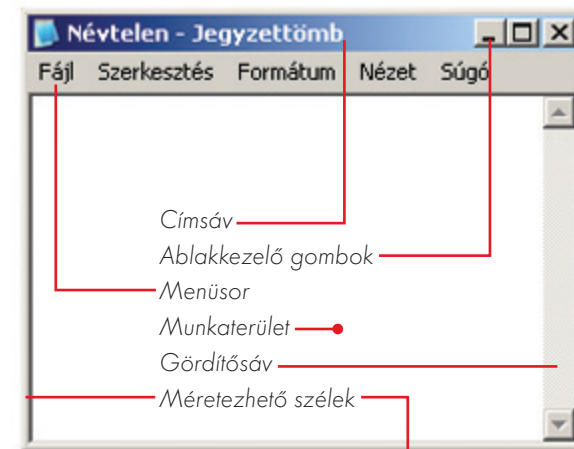 Névtelen - Jegyzettömb
Fájl Szerkesztés Formátum Nézet Súgó
Címsáv
Ablakkezelő gombok
Menüsor
Munkaterület
Gördítősáv
Méretezhető szélek